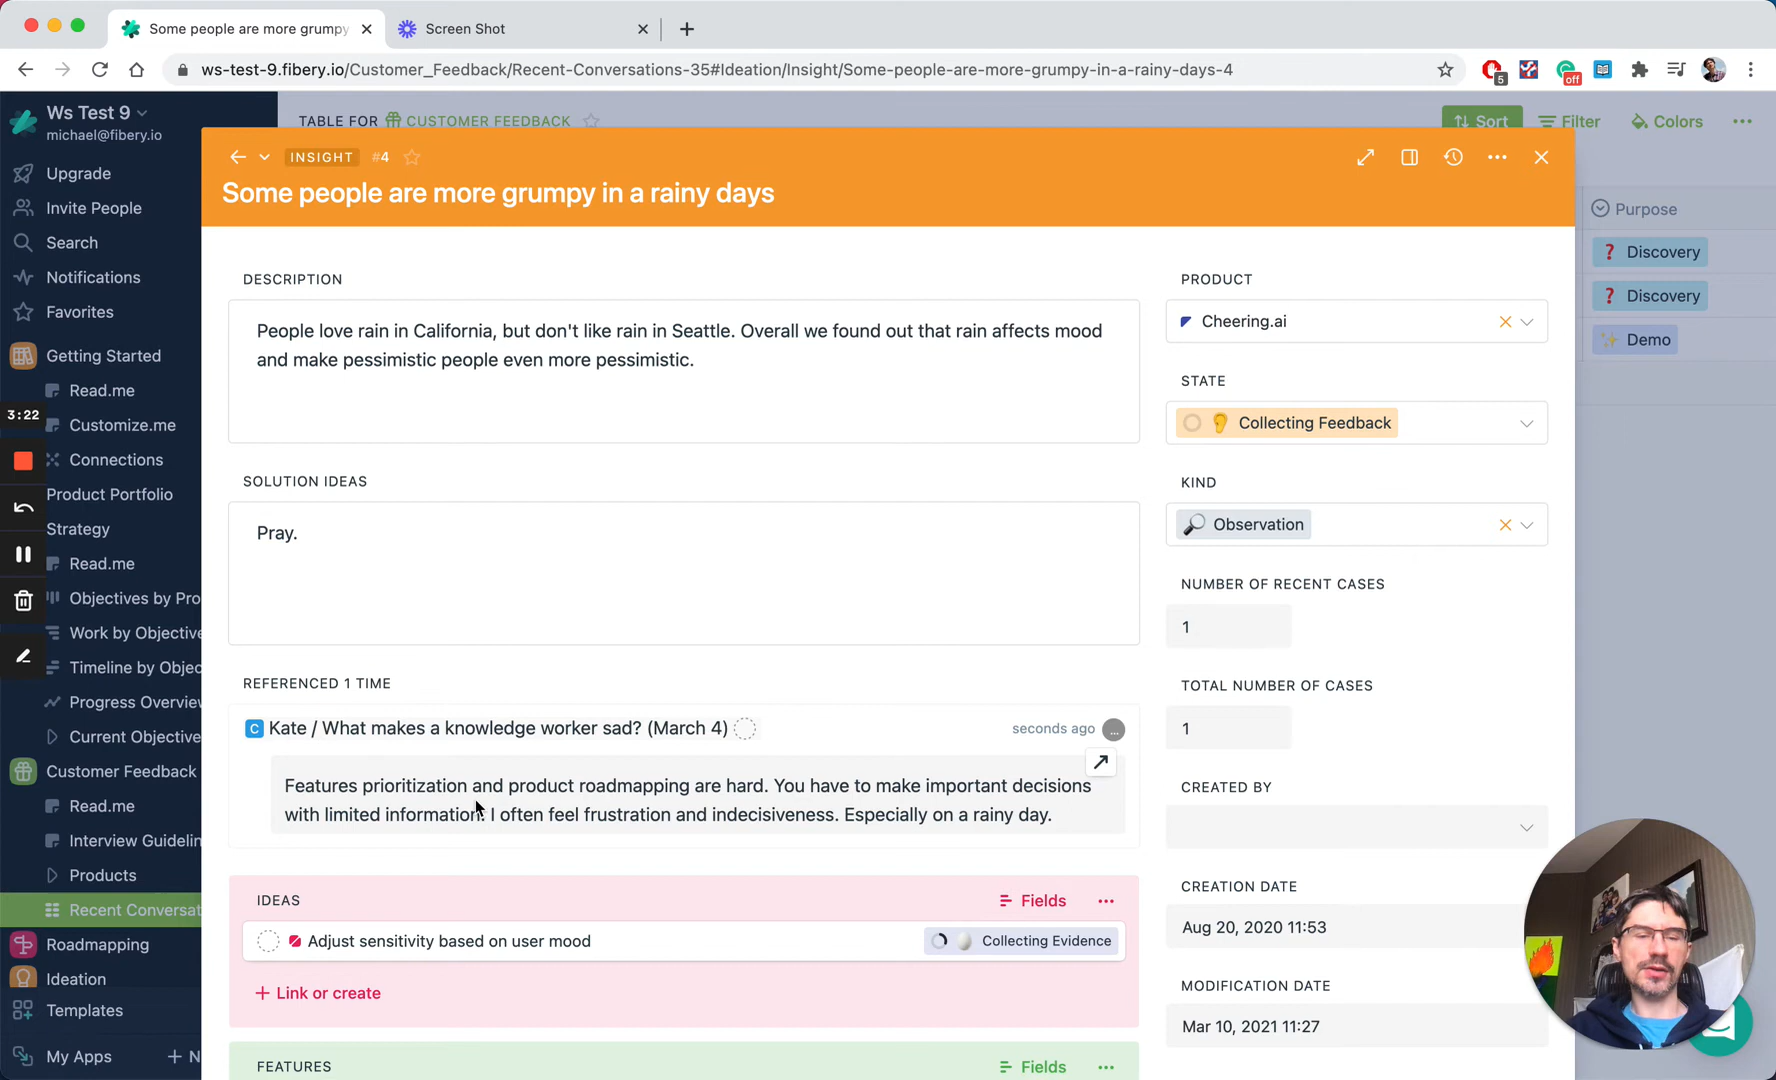 Some people are more grumpy
Screen Shot
ws-test-9.fibery.io/Customer_Feedback/Recent-Conversations-35#Ideation/Insight/Some-people-are-more-grumpy-in-a-rainy-days-4
5
off
Ws Test 9
michael@fibery.io
Upgrade
Invite People
Search
Notifications
Favorites
Getting Started
Read.me
3:22
Customize.me
Connections
Product Portfolio
Strategy
Read.me
Objectives by Pro
Work by Objective
Timeline by Objec
Progress Overview
Current Objective
Customer Feedback
Read.me
Interview Guidelin
Products
Recent Conversat
Roadmapping
Ideation
Templates
My Apps
+ N
TABLE FOR CUSTOMER FEEDBACK
Sort
Filter
Colors
Purpose
Discovery
Discovery
Demo
INSIGHT #4
Some people are more grumpy in a rainy days
DESCRIPTION
People love rain in California, but don't like rain in Seattle. Overall we found out that rain affects mood
and make pessimistic people even more pessimistic.
SOLUTION IDEAS
Pray.
REFERENCED 1 TIME
C Kate / What makes a knowledge worker sad? (March 4)
seconds ago
Features prioritization and product roadmapping are hard. You have to make important decisions
with limited information. I often feel frustration and indecisiveness. Especially on a rainy day.
IDEAS
Fields
Adjust sensitivity based on user mood
Collecting Evidence
+ Link or create
FEATURES
Fields
PRODUCT
Cheering.ai
STATE
Collecting Feedback
KIND
Observation
NUMBER OF RECENT CASES
1
TOTAL NUMBER OF CASES
1
CREATED BY
CREATION DATE
Aug 20, 2020 11:53
MODIFICATION DATE
Mar 10, 2021 11:27